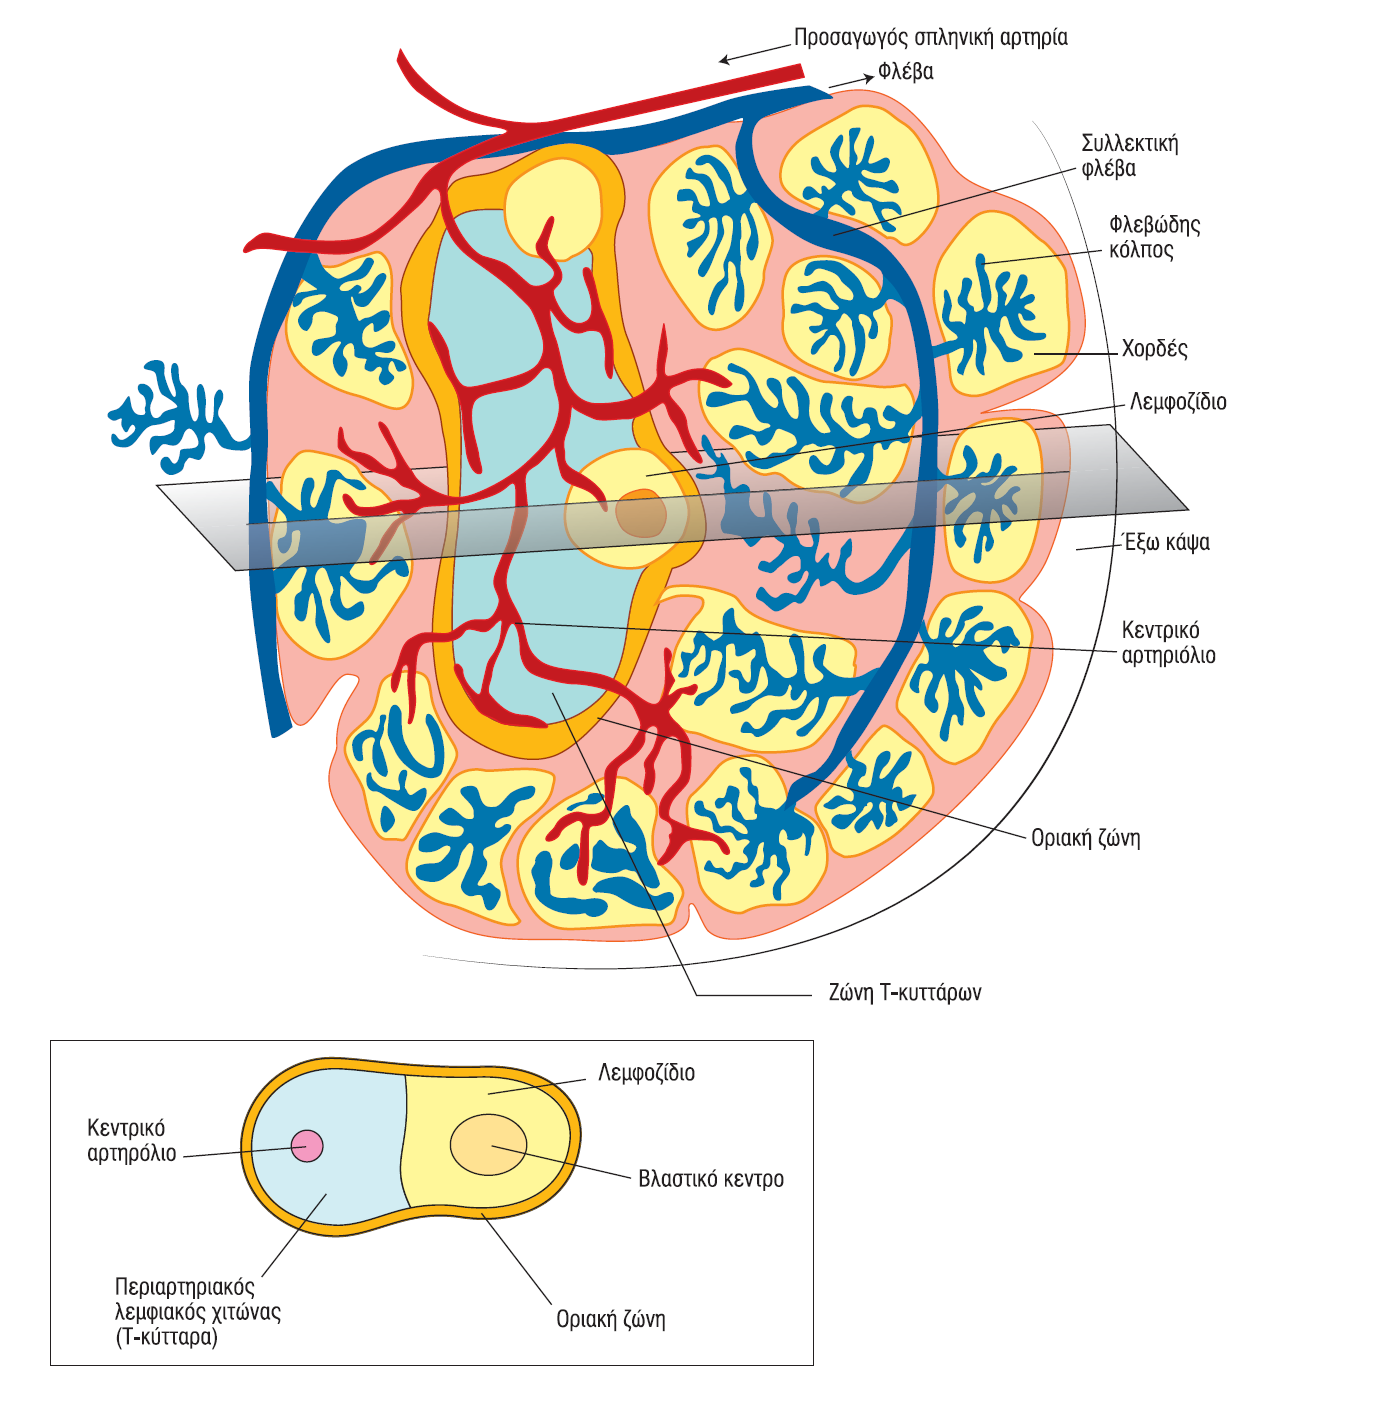 Προσαγωγός σπληνική αρτηρία
Φλέβα
Συλλεκτική
φλέβα
Φλεβώδης
κόλπος
Χορδές
Λεμφοζίδιο
Έξω κάψα
Κεντρικό
αρτηριόλιο
Οριακή ζώνη
Ζώνη Τ-κυττάρων
Λεμφοζίδιο
Κεντρικό
αρτηρόλιο
Βλαστικό κεντρο
Περιαρτηριακός
λεμφιακός χιτώνας
(Τ-κύτταρα)
Οριακή ζώνη